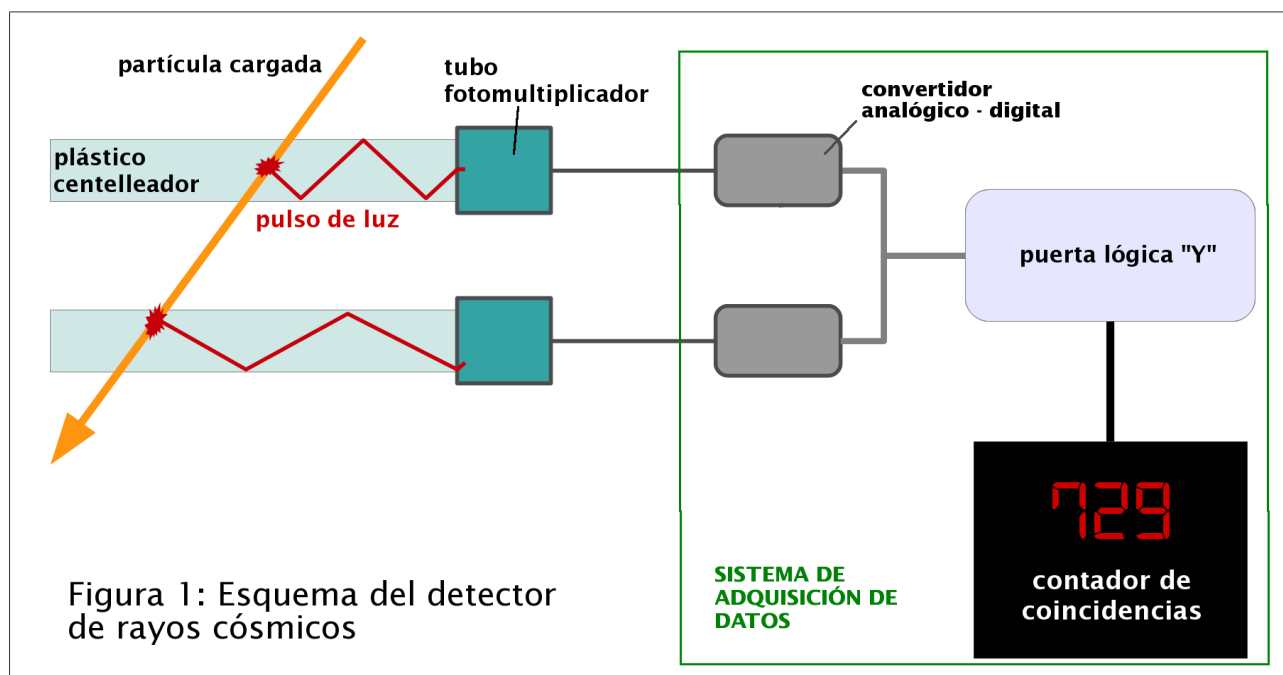 partícula cargada
tubo
fotomultiplicador
convertidor
analógico - digital
plástico
centelleador
pulso de luz
puerta lógica "Y"
729
contador de
coincidencias
SISTEMA DE
ADQUISICIÓN DE
DATOS
Figura 1: Esquema del detector
de rayos cósmicos